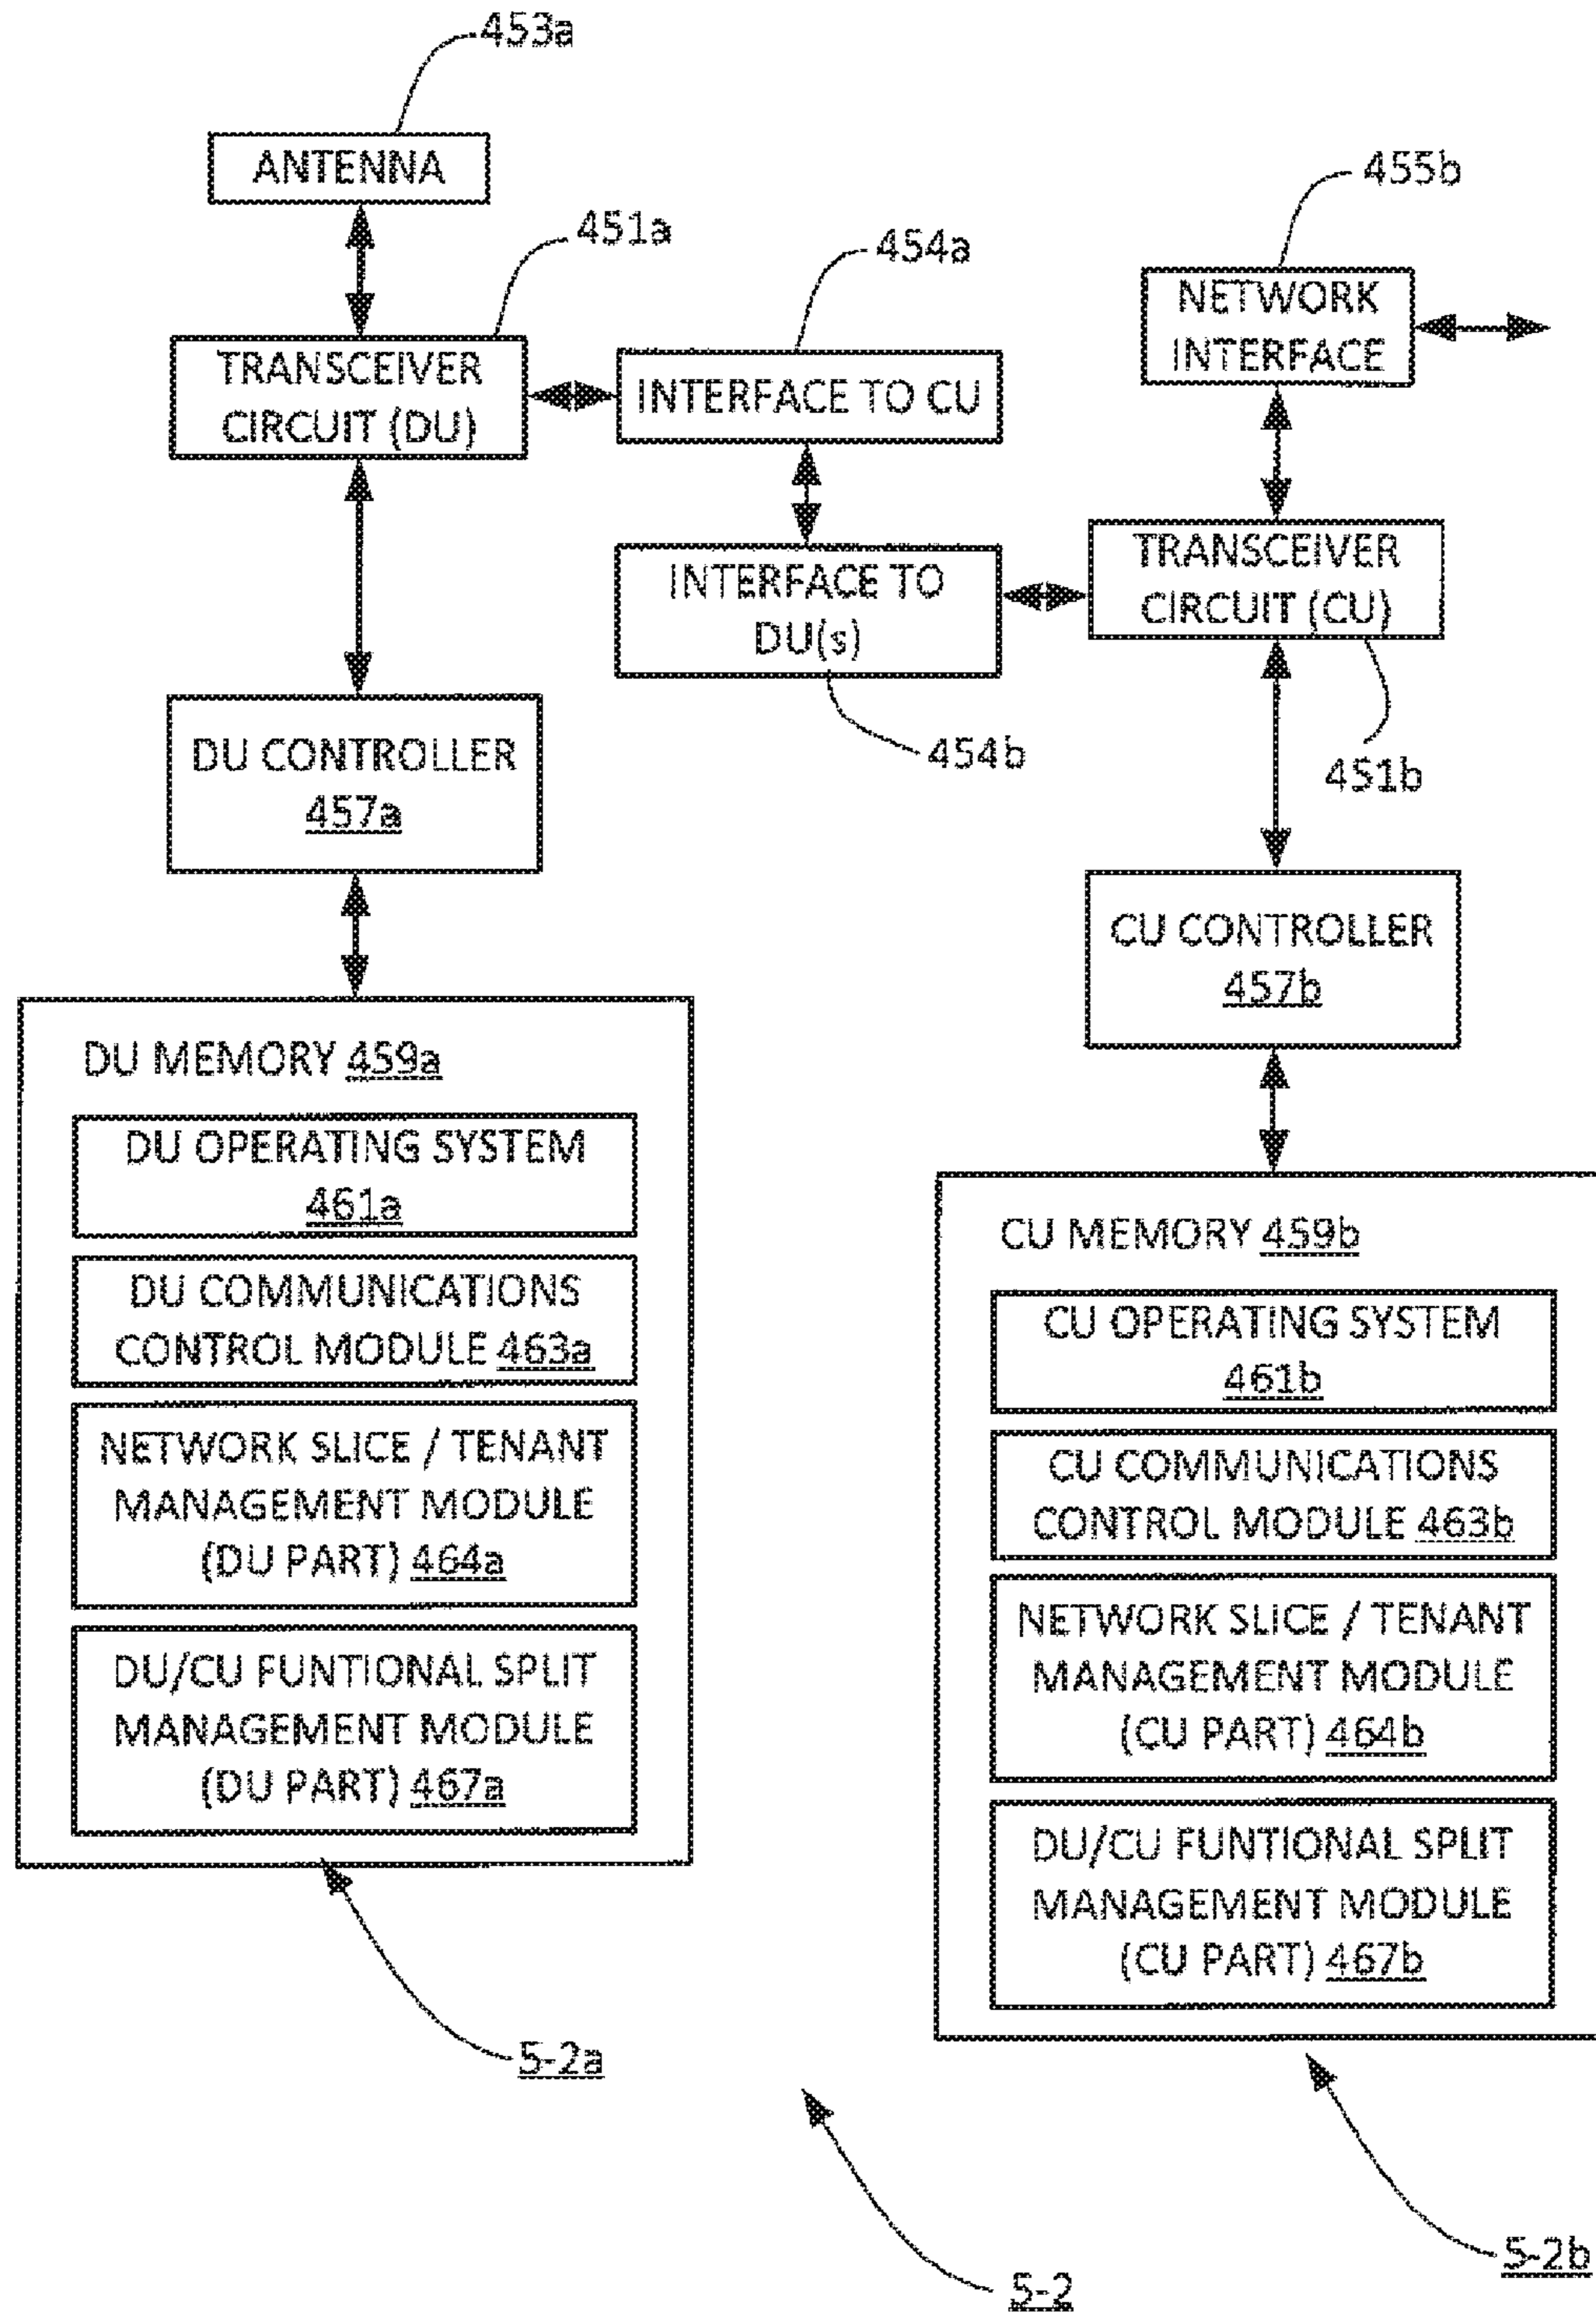 453a
ANTENNA
451a
TRANSCEIVER
CIRCUIT (DU)
454a
INTERFACE TO CU
455b
NETWORK
INTERFACE
INTERFACE TO
DU(s)
454b
TRANSCEIVER
CIRCUIT (CU)
451b
DU CONTROLLER
457a
CU CONTROLLER
457b
DU MEMORY 459a
DU OPERATING SYSTEM
461a
DU COMMUNICATIONS
CONTROL MODULE 463a
NETWORK SLICE / TENANT
MANAGEMENT MODULE
(DU PART) 464a
DU/CU FUNTIONAL SPLIT
MANAGEMENT MODULE
(DU PART) 467a
5-2a
CU MEMORY 459b
CU OPERATING SYSTEM
461b
CU COMMUNICATIONS
CONTROL MODULE 463b
NETWORK SLICE / TENANT
MANAGEMENT MODULE
(CU PART) 464b
DU/CU FUNTIONAL SPLIT
MANAGEMENT MODULE
(CU PART) 467b
5-2b
5-2